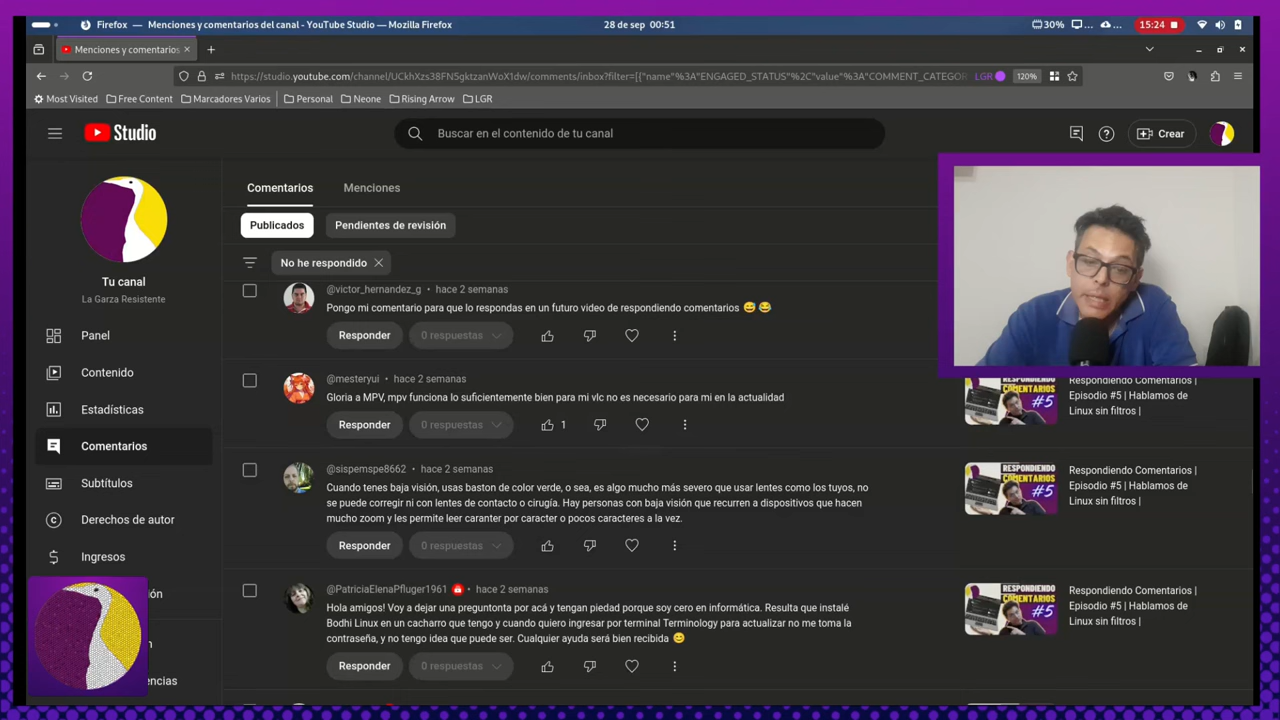 Firefox — Menciones y comentarios del canal - YouTube Studio — Mozilla Firefox
28 de sep 00:51
30%
15:24
Menciones y comentarios
https://studio.youtube.com/channel/UCkhXzs38FN5gktzanWoX1dw/comments/inbox?filter=[{"name"%3A"ENGAGED_STATUS"%2C"value"%3A"COMMENT_CATEGOR
LGR
120%
Most Visited
Free Content
Marcadores Varios
Personal
Neone
Rising Arrow
LGR
Studio
Buscar en el contenido de tu canal
Crear
Tu canal
La Garza Resistente
Panel
Contenido
Estadísticas
Comentarios
Subtítulos
Derechos de autor
Ingresos
Comentarios
Menciones
Publicados
Pendientes de revisión
No he respondido
@victor_hernandez_g • hace 2 semanas
Pongo mi comentario para que lo respondas en un futuro video de respondiendo comentarios 😅 😂
Responder
0 respuestas
@mesteryui • hace 2 semanas
Gloria a MPV, mpv funciona lo suficientemente bien para mi vlc no es necesario para mi en la actualidad
Responder
0 respuestas
1
RESPONDIENDO
COMENTARIOS
#5
Respondiendo Comentarios |
Episodio #5 | Hablamos de
Linux sin filtros |
@sispemspe8662 • hace 2 semanas
Cuando tenes baja visión, usas baston de color verde, o sea, es algo mucho más severo que usar lentes como los tuyos, no
se puede corregir ni con lentes de contacto o cirugía. Hay personas con baja visión que recurren a dispositivos que hacen
mucho zoom y les permite leer caranter por caracter o pocos caracteres a la vez.
Responder
0 respuestas
RESPONDIENDO
COMENTARIOS
#5
Respondiendo Comentarios |
Episodio #5 | Hablamos de
Linux sin filtros |
@PatriciaElenaPfluger1961 • hace 2 semanas
Hola amigos! Voy a dejar una preguntonta por acá y tengan piedad porque soy cero en informática. Resulta que instalé
Bodhi Linux en un cacharro que tengo y cuando quiero ingresar por terminal Terminology para actualizar no me toma la
contraseña, y no tengo idea que puede ser. Cualquier ayuda será bien recibida 😊
Responder
0 respuestas
RESPONDIENDO
COMENTARIOS
#5
Respondiendo Comentarios |
Episodio #5 | Hablamos de
Linux sin filtros |